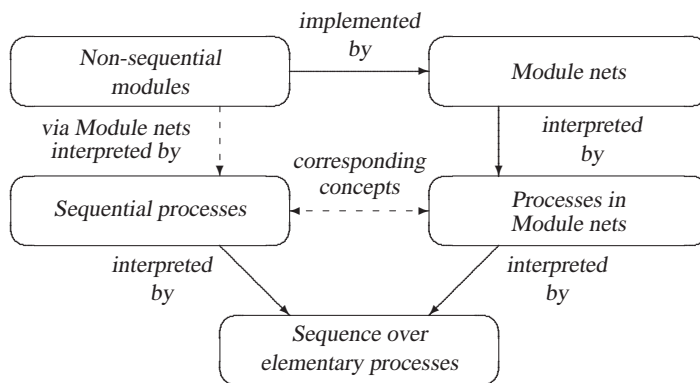 implemented
by
Non-sequential
modules
Module nets
via Module nets
interpreted by
interpreted
by
corresponding
concepts
Sequential processes
Processes in
Module nets
interpreted
by
interpreted
by
Sequence over
elementary processes